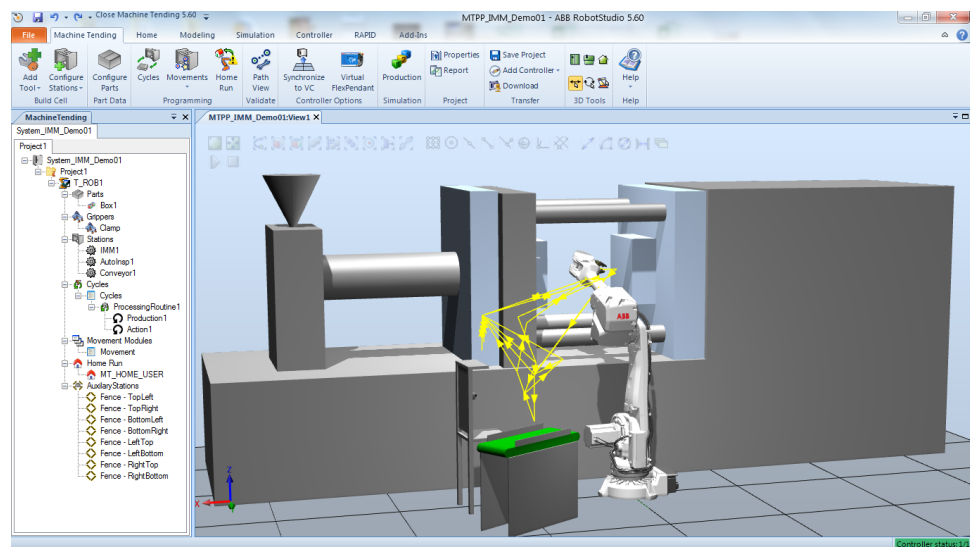 Close Machine Tending 5.60
MTPP_IMM_Demo01 - ABB RobotStudio 5.60
File Machine Tending Home Modeling Simulation Controller RAPID Add-Ins
Add Tool Configure Stations Configure Parts Cycles Movements Home Run Path View Synchronize to VC Virtual FlexPendant Production Properties Report Save Project Add Controller Download Help
Build Cell Part Data Programming Validate Controller Options Simulation Project Transfer 3D Tools Help
MachineTending
MTPP_IMM_Demo01:View1
System_IMM_Demo01
Project1
System_IMM_Demo01
Project1
T_ROB1
Parts
Box1
Grippers
Clamp
Stations
IMM1
AutoInsp1
Conveyor1
Cycles
Cycles
ProcessingRoutine1
Production1
Action1
Movement Modules
Movement
Home Run
MT_HOME_USER
AuxilaryStations
Fence - TopLeft
Fence - TopRight
Fence - BottomLeft
Fence - BottomRight
Fence - LeftTop
Fence - LeftBottom
Fence - RightTop
Fence - RightBottom
ABB
Z
X
Controller status: 1/1